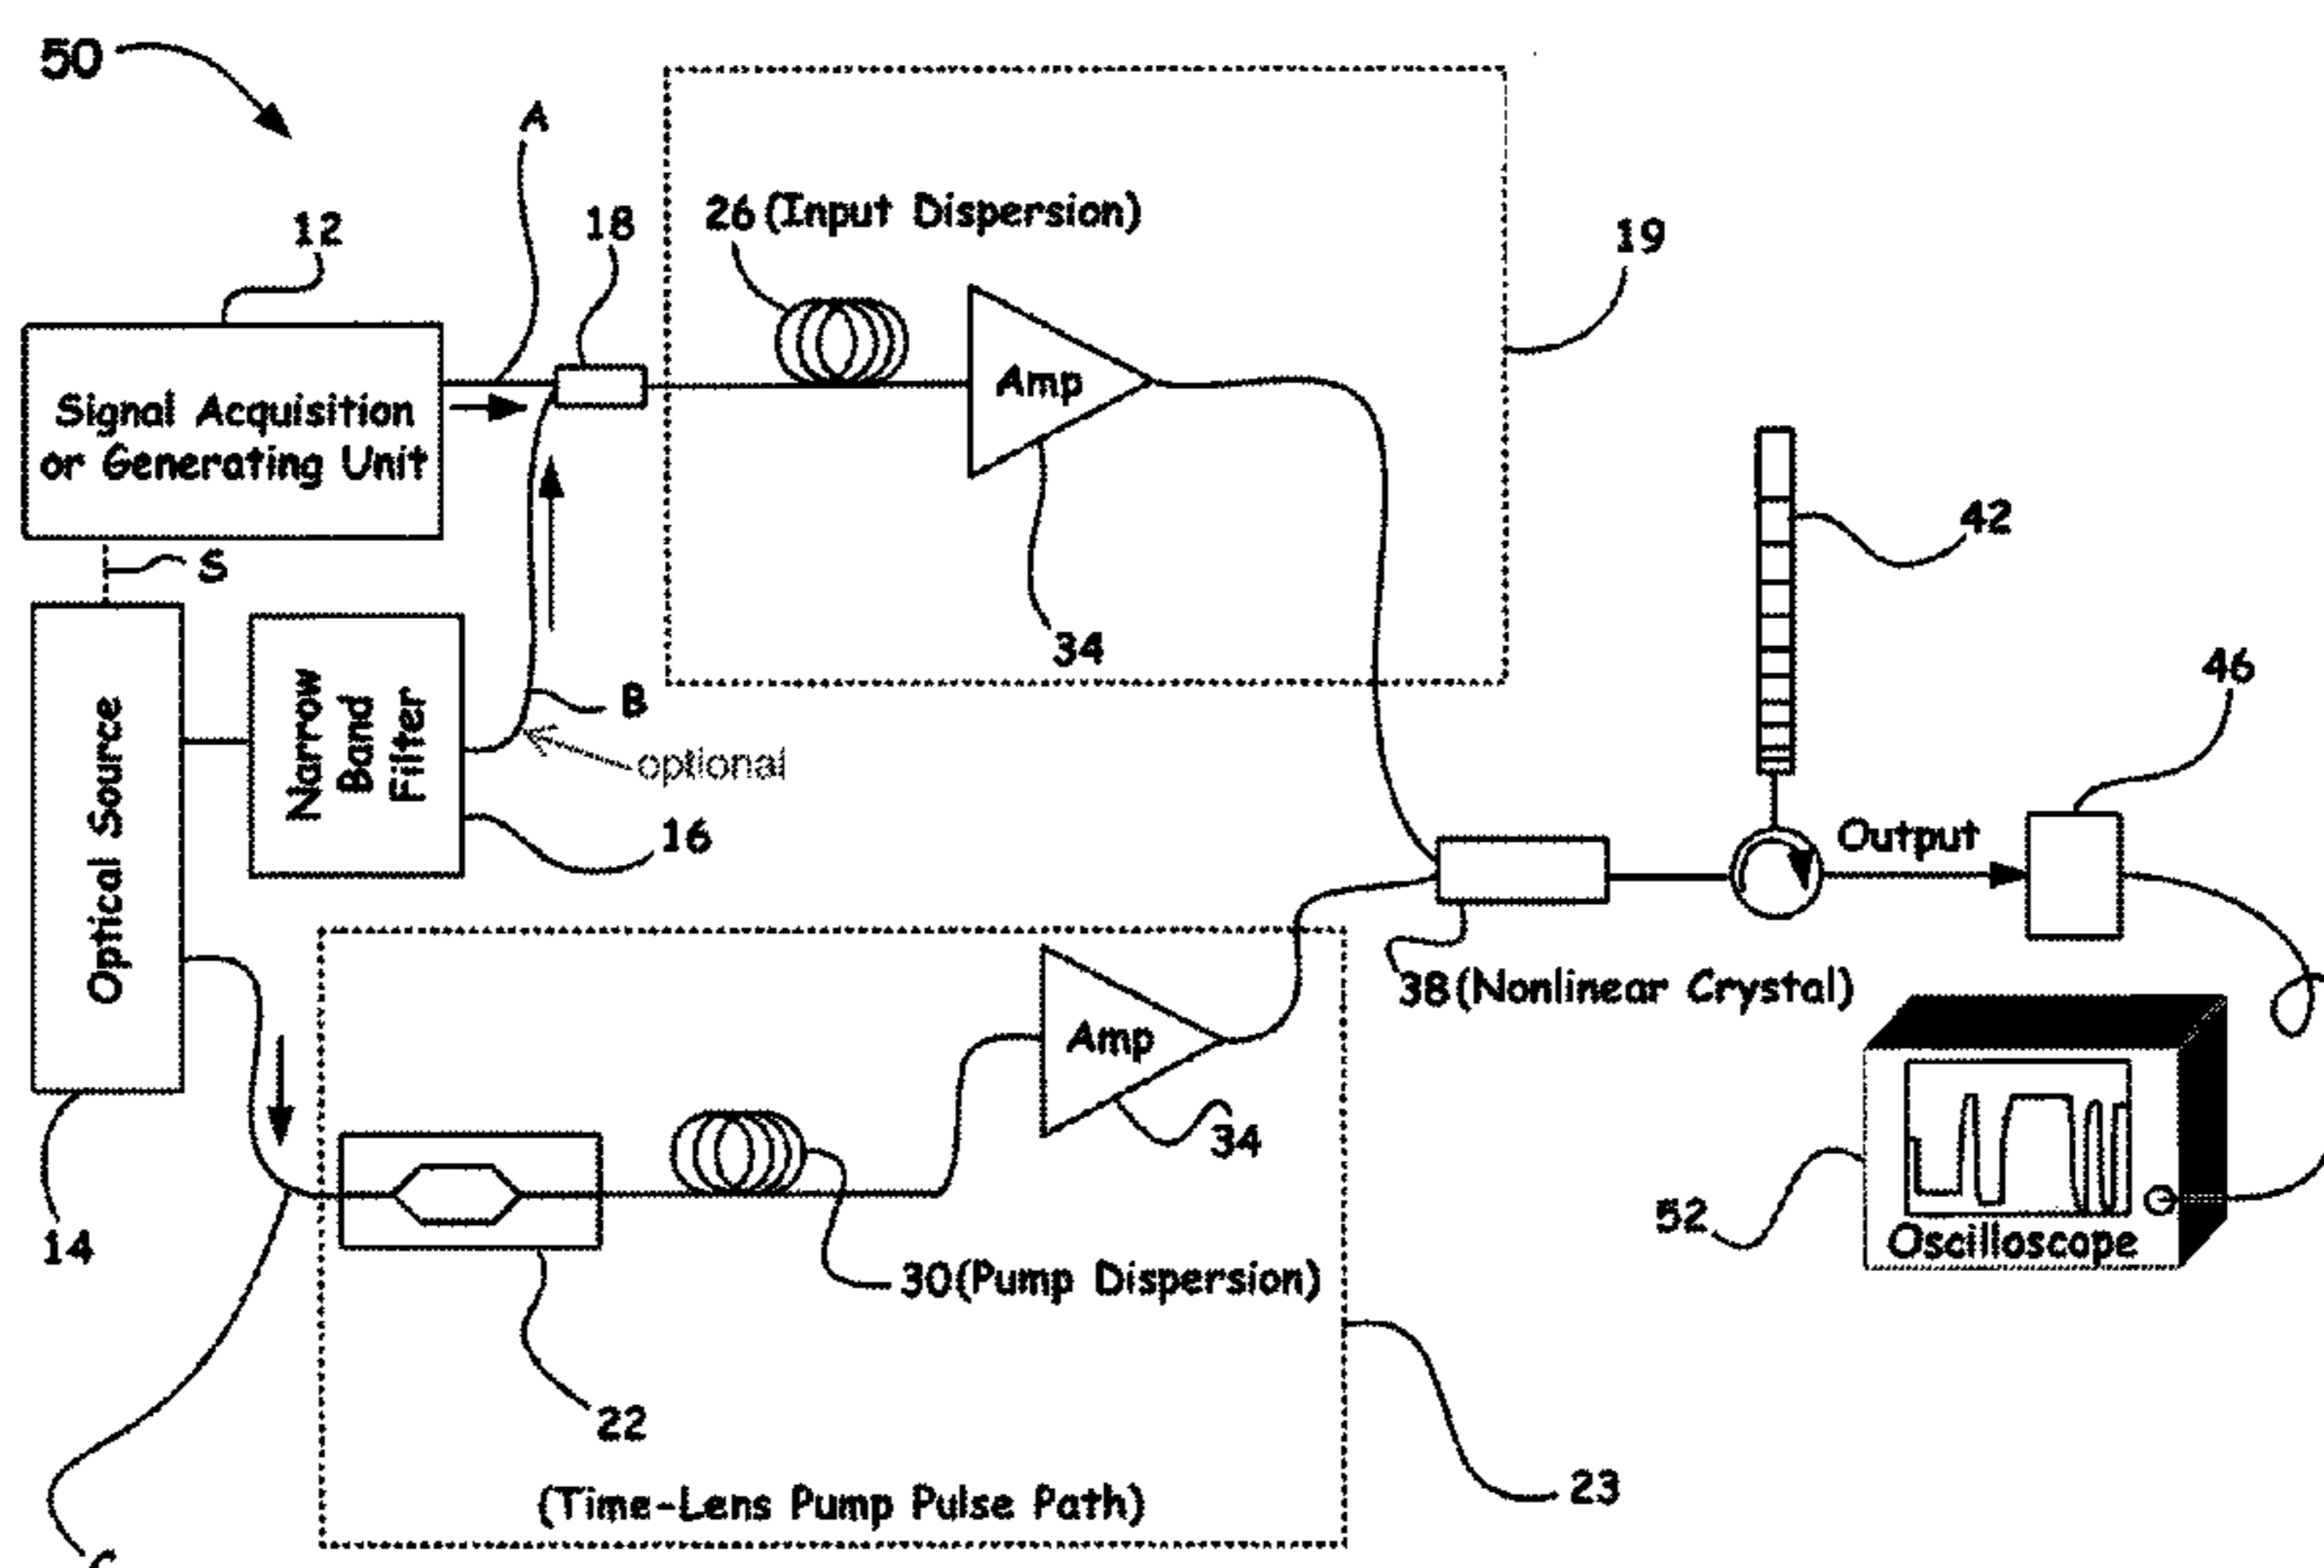 50
A
12
18
26 (Input Dispersion)
19
Signal Acquisition
or Generating Unit
Amp
34
S
42
Optical Source
Narrow
Band
Filter
B
optional
16
46
Output
38 (Nonlinear Crystal)
Amp
34
14
30 (Pump Dispersion)
52
Oscilloscope
22
(Time-Lens Pump Pulse Path)
23